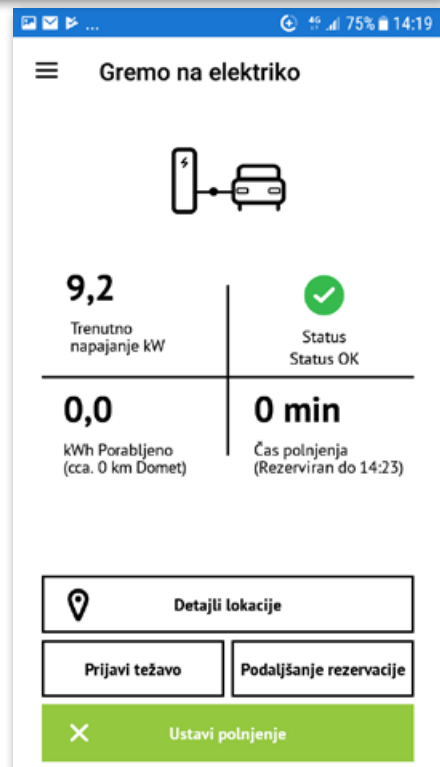 ... 4G 75% 14:19
Gremo na elektriko
9,2
Trenutno
napajanje kW
Status
Status OK
0,0
kWh Porabljeno
(cca. 0 km Domet)
0 min
Čas polnjenja
(Rezerviran do 14:23)
Detajli lokacije
Prijavi težavo
Podaljšanje rezervacije
Ustavi polnjenje